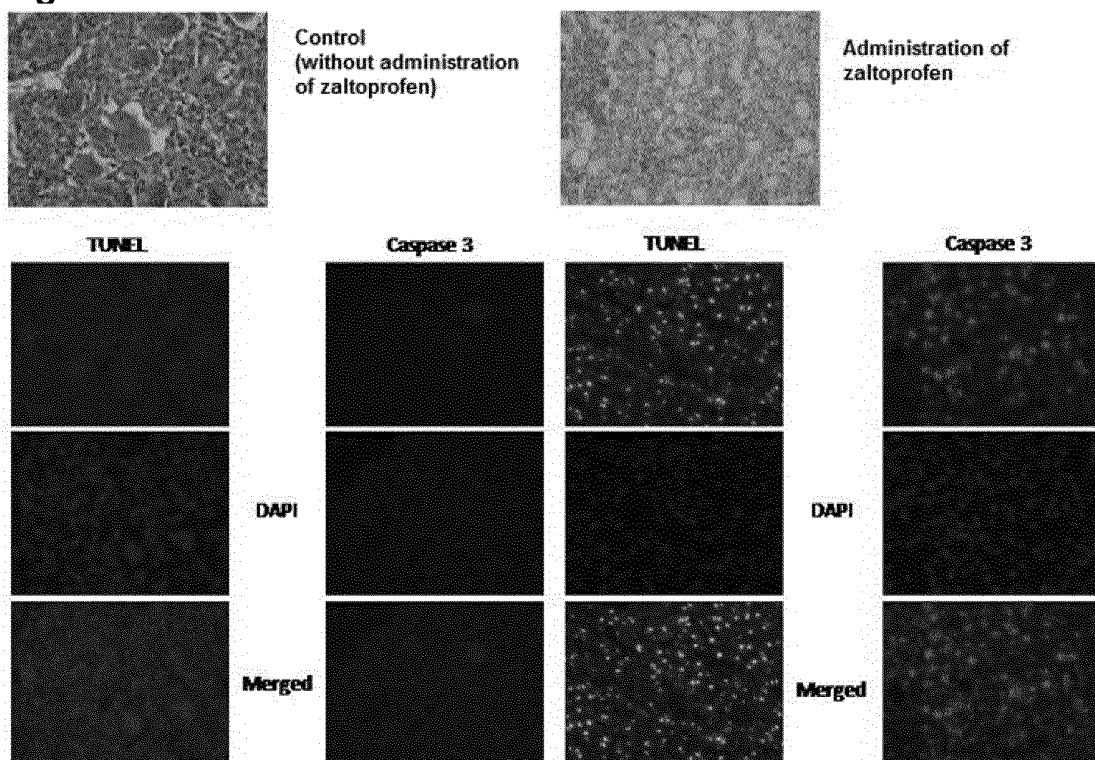 Control
(without administration
of zaltoprofen)
Administration of
zaltoprofen
TUNEL
Caspase 3
TUNEL
Caspase 3
DAPI
DAPI
Merged
Merged